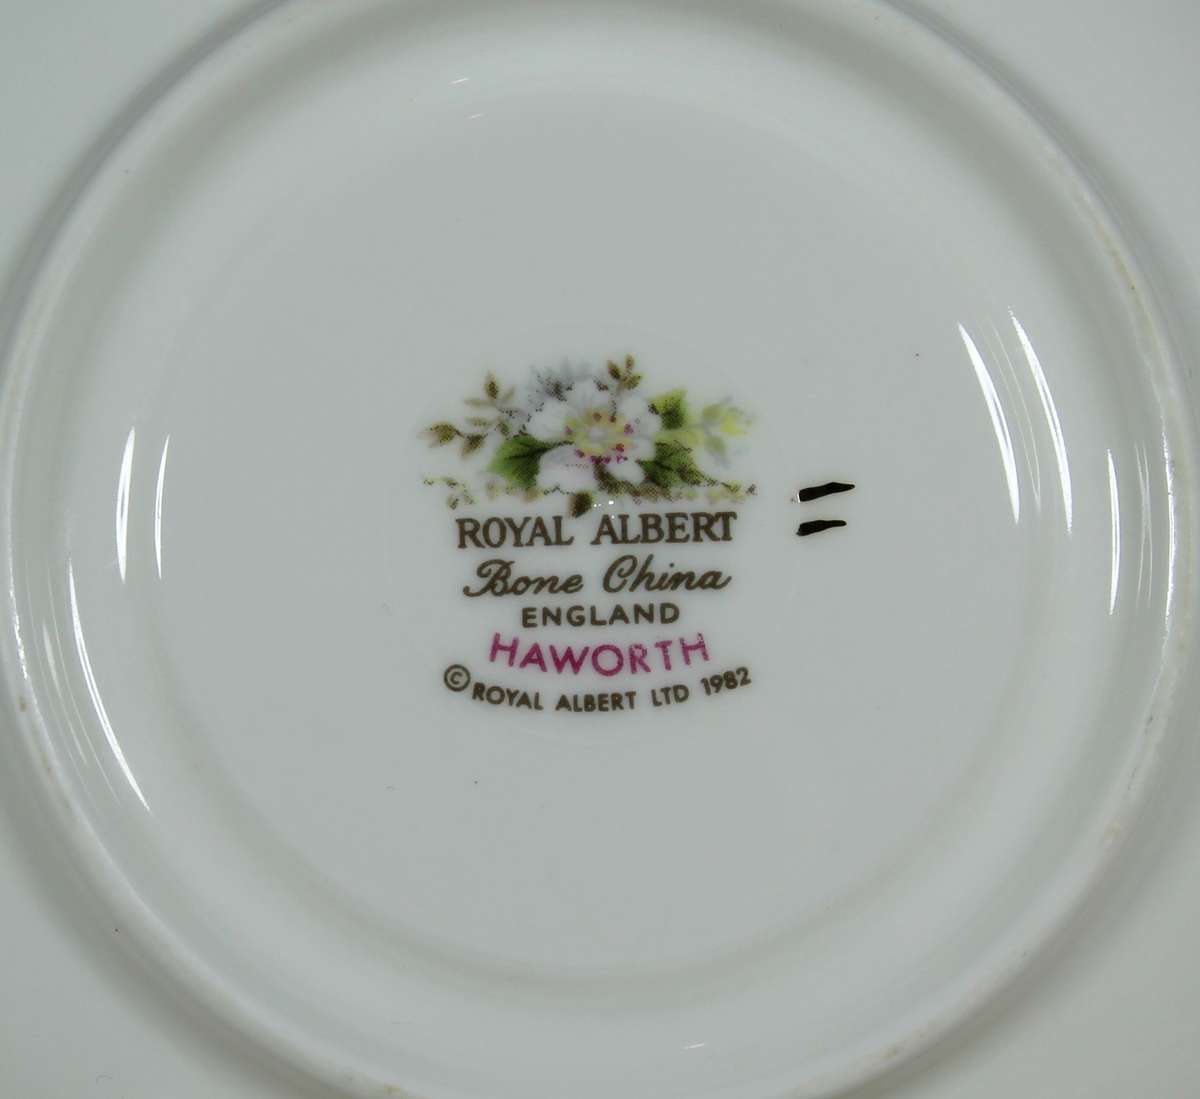 ROYAL ALBERT
Bone China
ENGLAND
HAWORTH
© ROYAL ALBERT LTD 1982